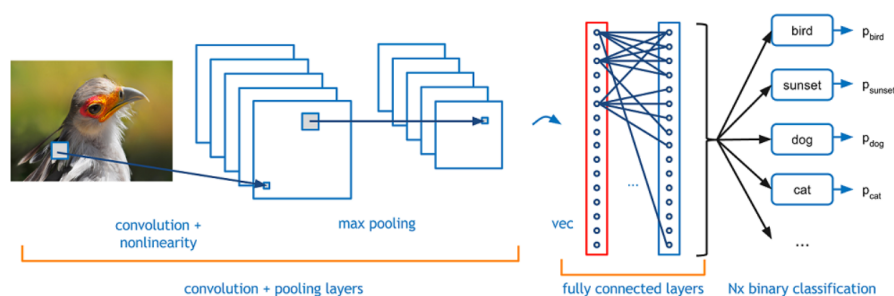 bird
p_bird
sunset
p_sunset
dog
p_dog
cat
p_cat
...
...
convolution +
nonlinearity
max pooling
vec
convolution + pooling layers
fully connected layers
Nx binary classification